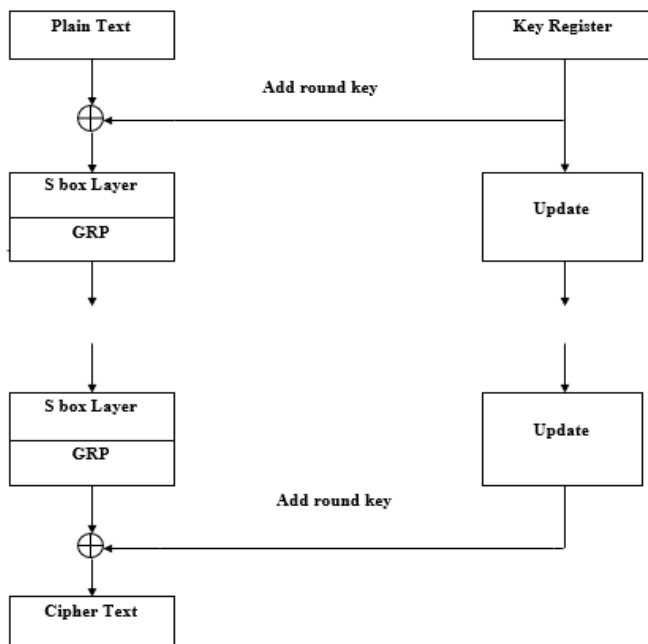 Plain Text
Key Register
Add round key
S box Layer
GRP
Update
S box Layer
GRP
Update
Add round key
Cipher Text